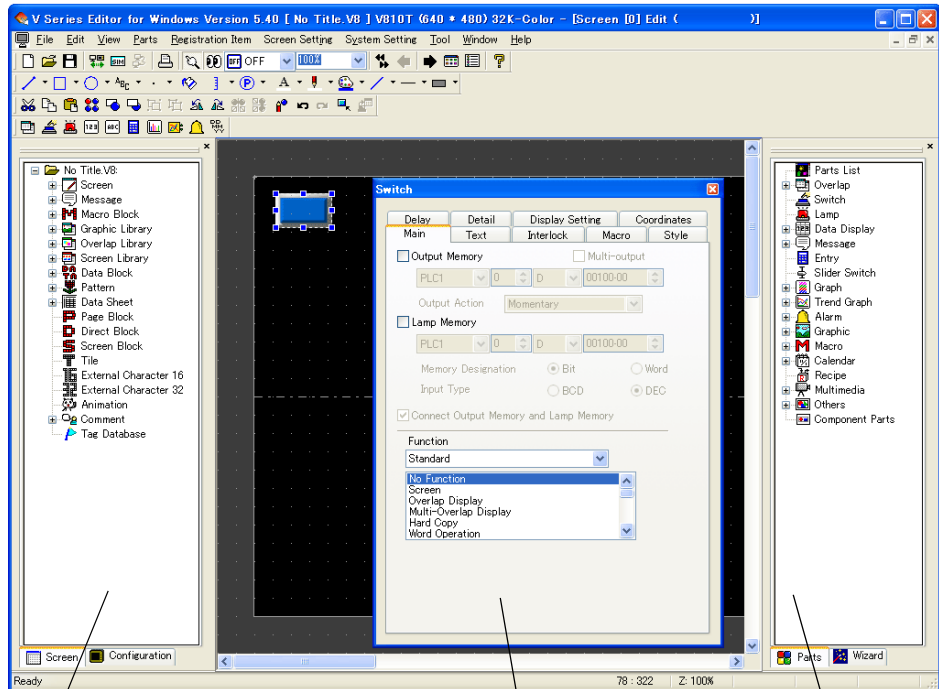 V Series Editor for Windows Version 5.40 [ No Title.V8 ] V810T (640 * 480) 32K-Color - [Screen [0] Edit ( )]
File Edit View Parts Registration Item Screen Setting System Setting Tool Window Help
OFF 100%
ABC P A
123 ABC DD MM
No Title.V8:
Screen
Message
Macro Block
Graphic Library
Overlap Library
Screen Library
Data Block
Pattern
Data Sheet
Page Block
Direct Block
Screen Block
Tile
External Character 16
External Character 32
Animation
Comment
Tag Database
Screen Configuration
Switch
Delay Detail Display Setting Coordinates
Main Text Interlock Macro Style
Output Memory Multi-output
PLC1 0 D 00100-00
Output Action Momentary
Lamp Memory
PLC1 0 D 00100-00
Memory Designation Bit Word
Input Type BCD DEC
Connect Output Memory and Lamp Memory
Function
Standard
No Function
Screen
Overlap Display
Multi-Overlap Display
Hard Copy
Word Operation
Parts List
Overlap
Switch
Lamp
Data Display
Message
Entry
Slider Switch
Graph
Trend Graph
Alarm
Graphic
Macro
Calendar
Recipe
Multimedia
Others
Component Parts
Parts Wizard
Ready 78 : 322 Z: 100%